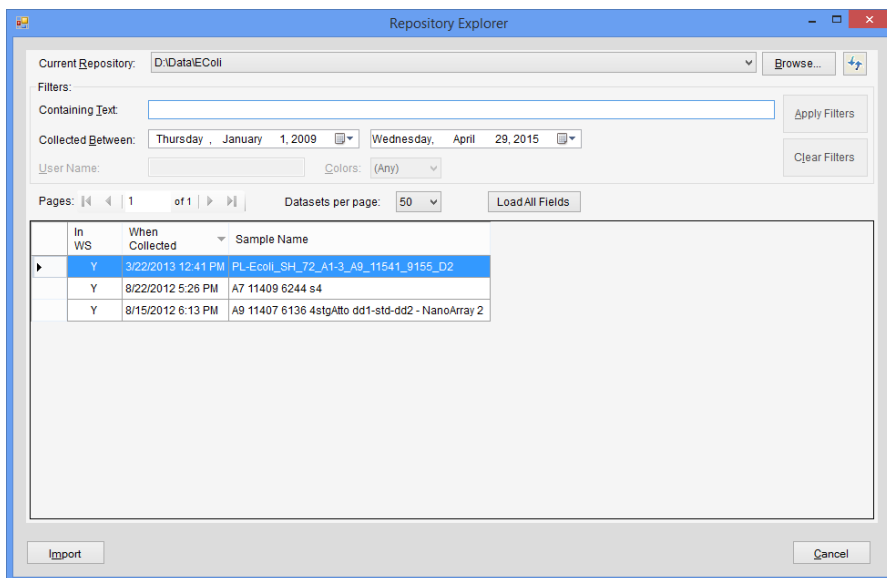 Repository Explorer
Current Repository: D:\Data\EColi Browse...
Filters:
Containing Text: Apply Filters
Collected Between: Thursday , January 1, 2009 Wednesday, April 29, 2015
User Name: Colors: (Any) Clear Filters
Pages: 1 of 1 Datasets per page: 50 Load All Fields
In WS When Collected Sample Name
Y 3/22/2013 12:41 PM PL-Ecoli_SH_72_A1-3_A9_11541_9155_D2
Y 8/22/2012 5:26 PM A7 11409 6244 s4
Y 8/15/2012 6:13 PM A9 11407 6136 4stgAtto dd1-std-dd2 - NanoArray 2
Import Cancel